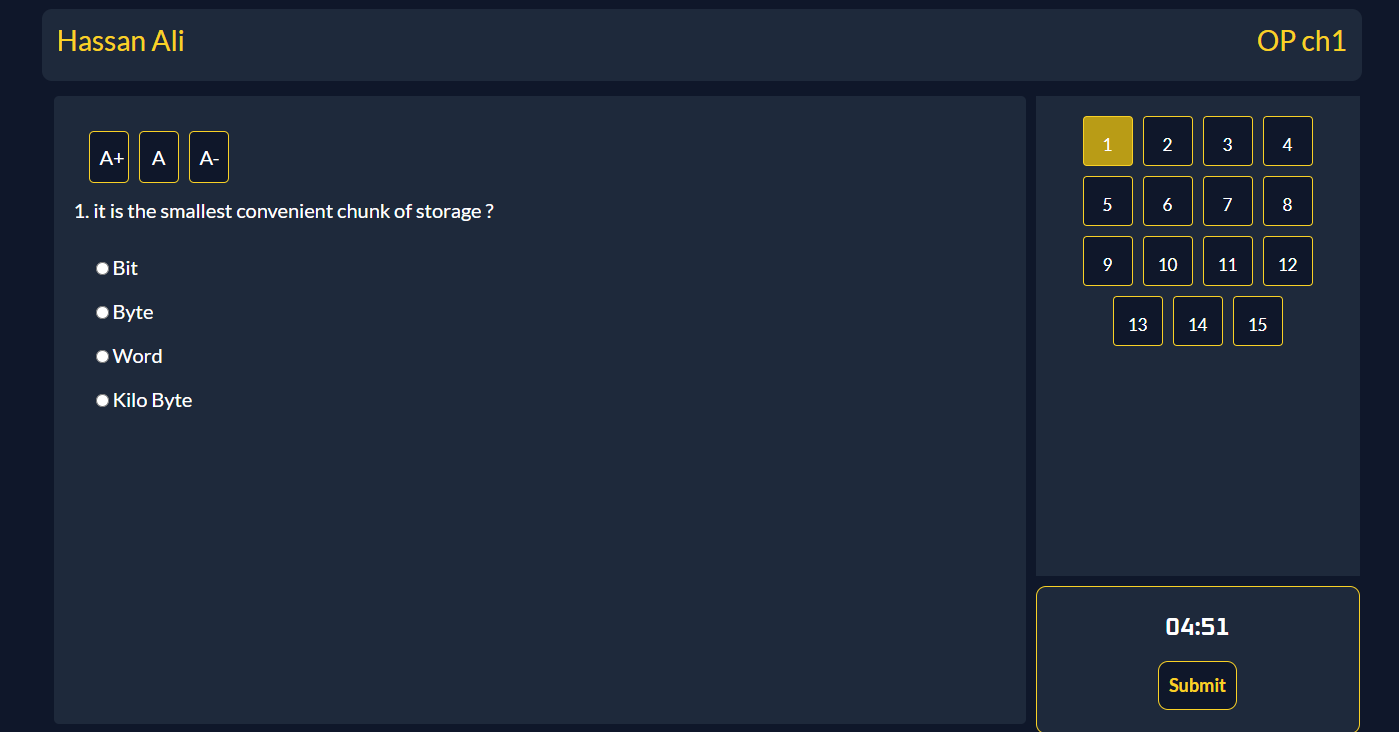 Hassan Ali
OP ch1
A+ A A-
1. it is the smallest convenient chunk of storage ?
Bit
Byte
Word
Kilo Byte
1 2 3 4
5 6 7 8
9 10 11 12
13 14 15
04:51
Submit